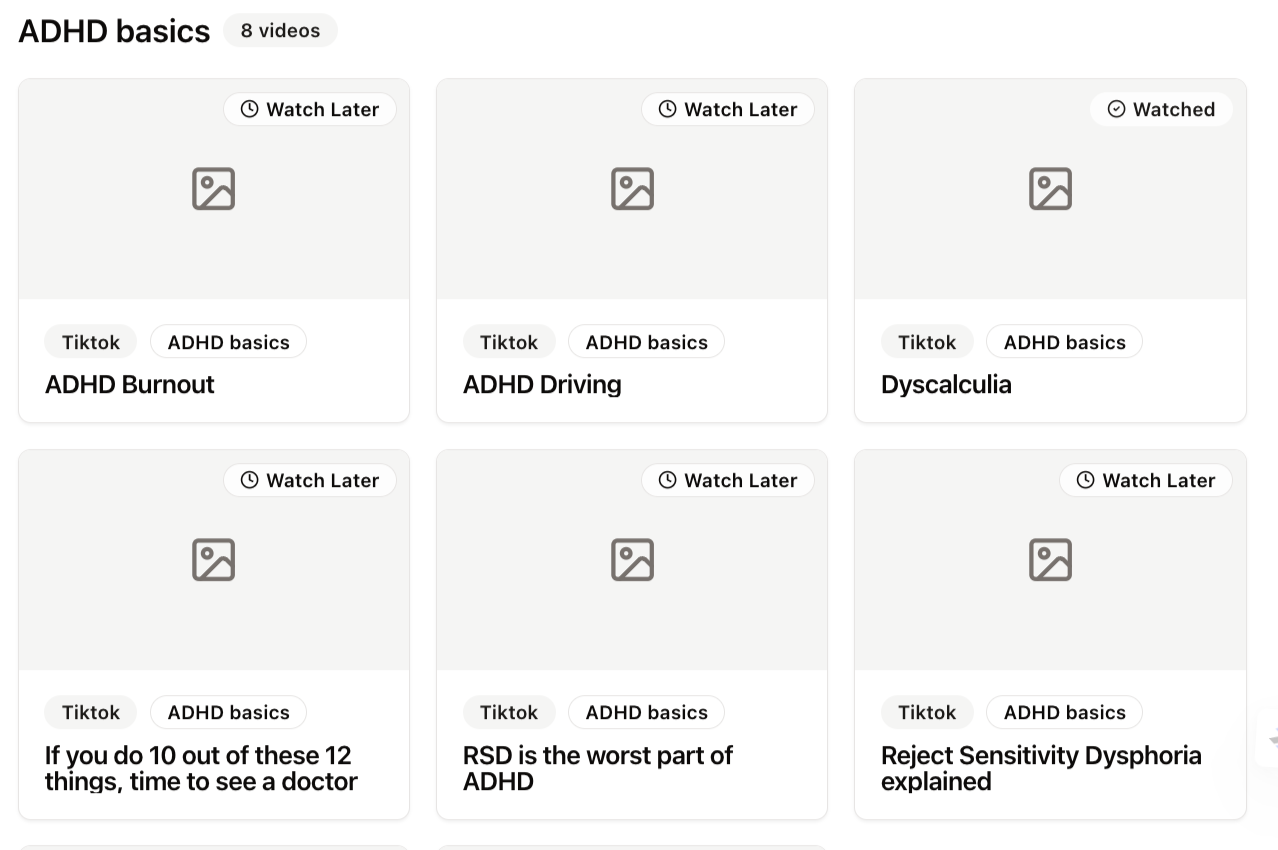 ADHD basics 8 videos
Watch Later Watch Later Watched
Tiktok ADHD basics Tiktok ADHD basics Tiktok ADHD basics
ADHD Burnout ADHD Driving Dyscalculia
Watch Later Watch Later Watch Later
Tiktok ADHD basics Tiktok ADHD basics Tiktok ADHD basics
If you do 10 out of these 12
things, time to see a doctor
RSD is the worst part of
ADHD
Reject Sensitivity Dysphoria
explained